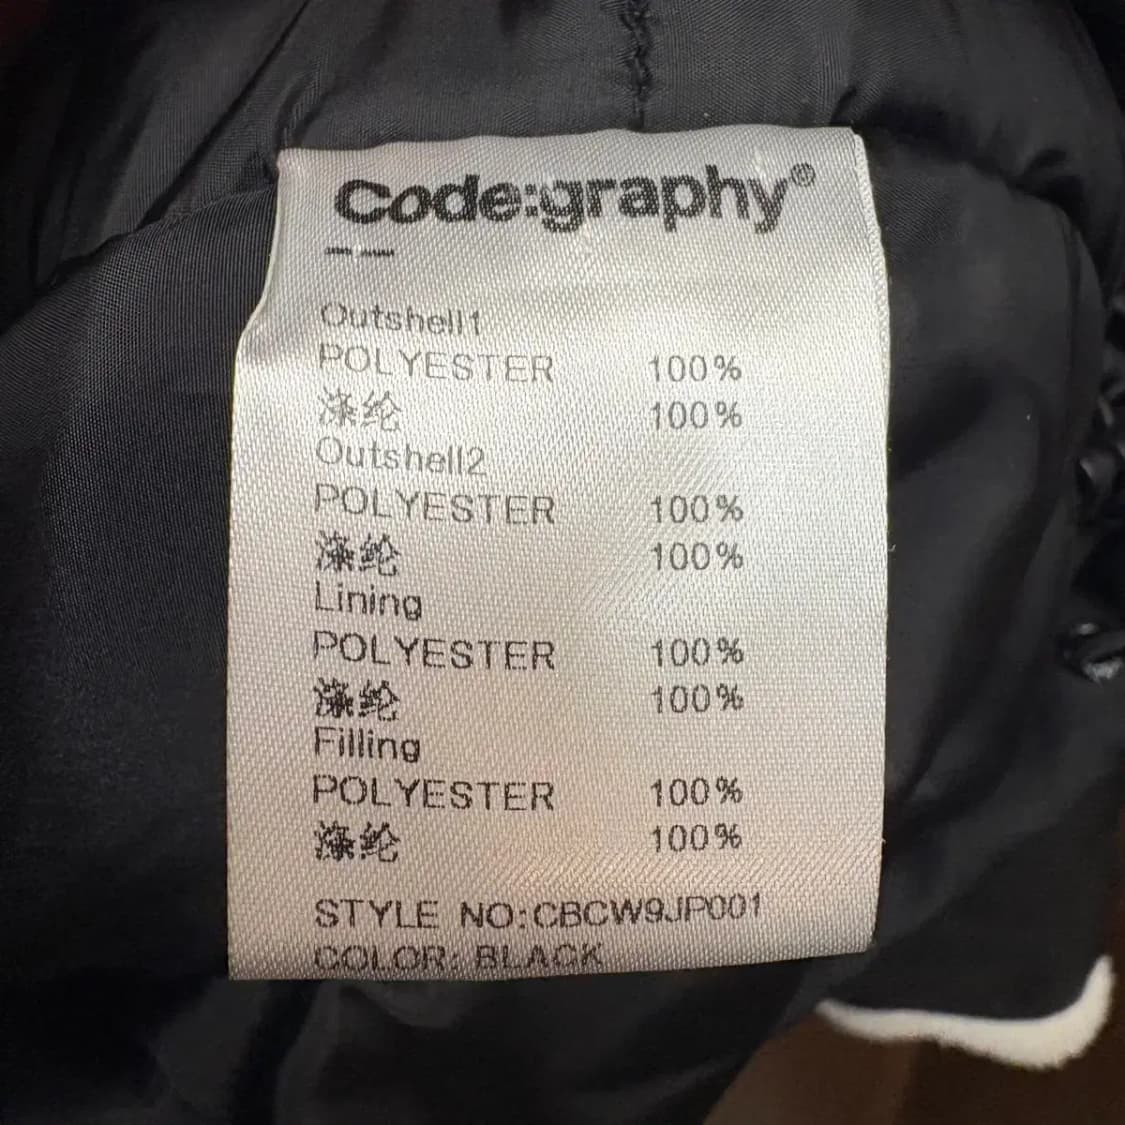 code:graphy®
Outshell1
POLYESTER 100%
涤纶 100%
Outshell2
POLYESTER 100%
涤纶 100%
Lining
POLYESTER 100%
涤纶 100%
Filling
POLYESTER 100%
涤纶 100%
STYLE NO:CBCW9JP001
COLOR: BLACK